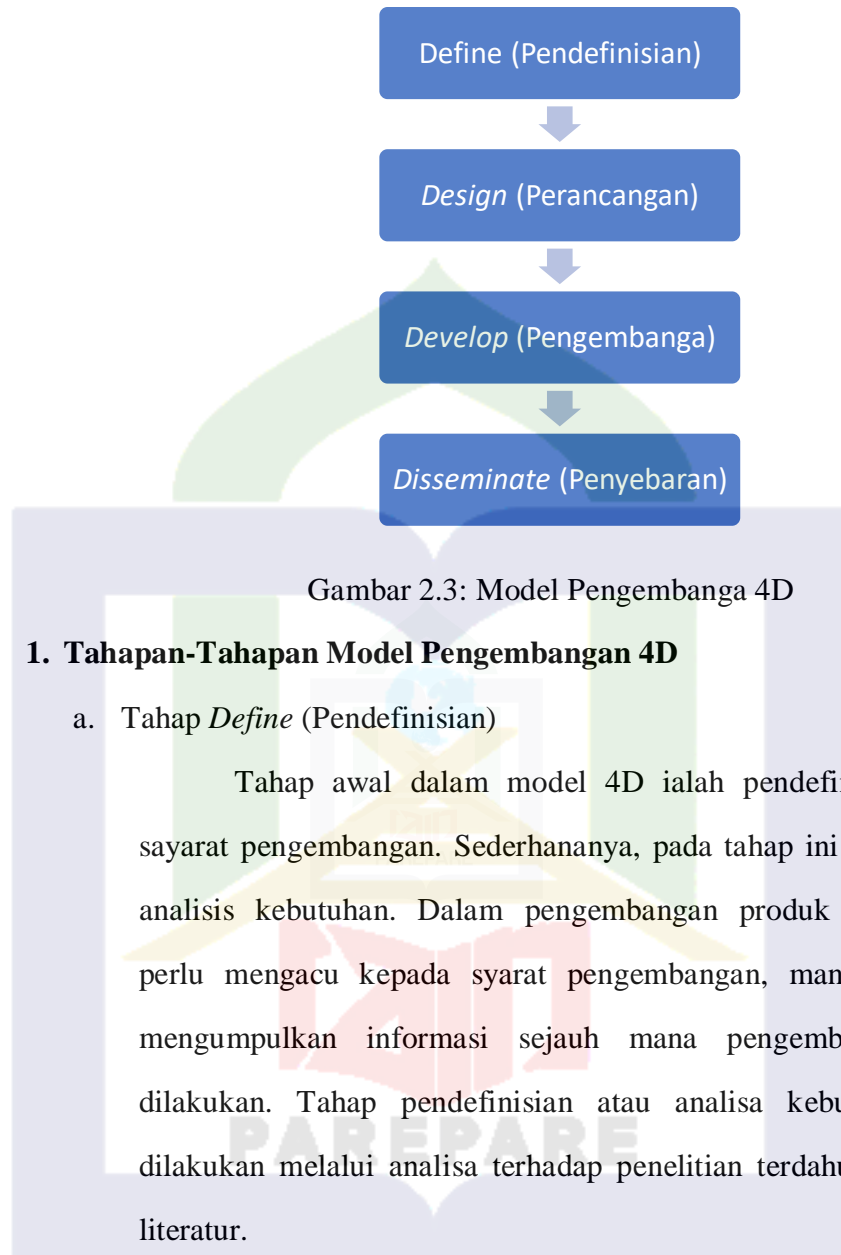 Define (Pendefinisian)
Design (Perancangan)
Develop (Pengembanga)
Disseminate (Penyebaran)
Gambar 2.3: Model Pengembanga 4D
1. Tahapan-Tahapan Model Pengembangan 4D
a. Tahap Define (Pendefinisian)
Tahap awal dalam model 4D ialah
sayarat pengembangan. Sederhananya, pada tahap ini
analisis kebutuhan. Dalam pengembangan produk
perlu mengacu kepada syarat pengembangan,
mengumpulkan informasi sejauh mana
dilakukan. Tahap pendefinisian atau analisa
dilakukan melalui analisa terhadap penelitian
literatur.
PAREPARE